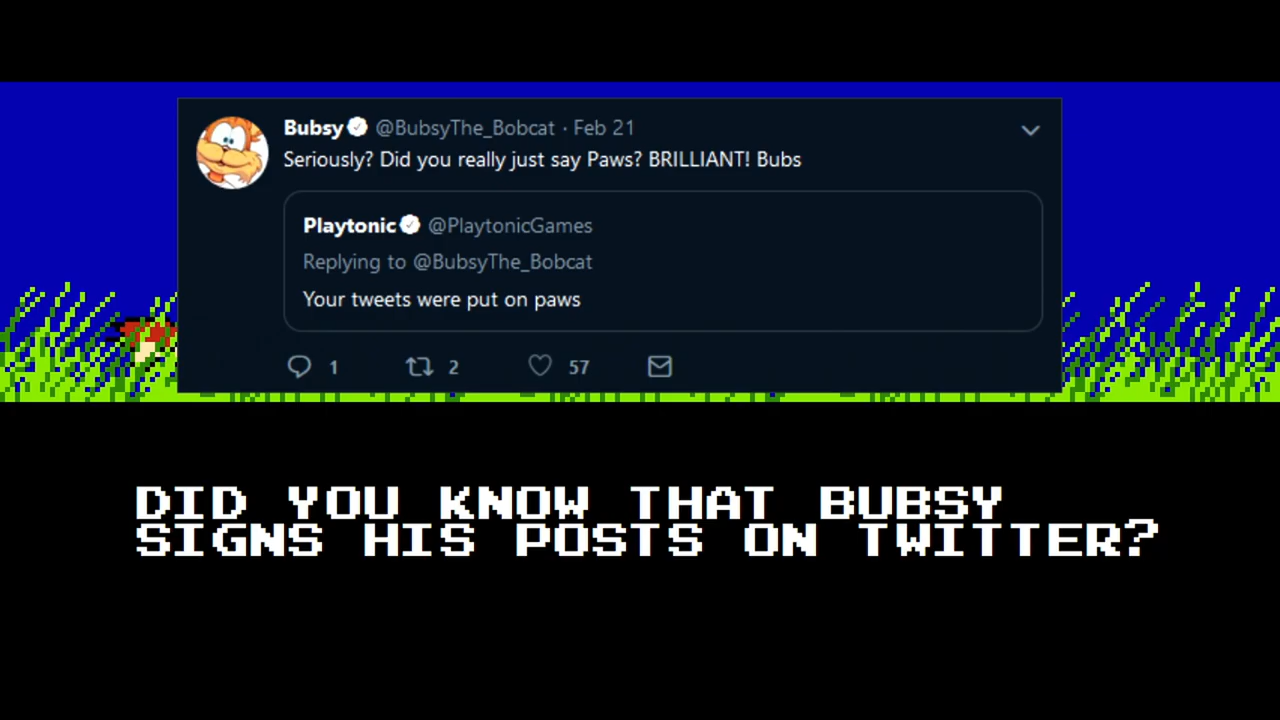 Bubsy @BubsyThe_Bobcat · Feb 21
Seriously? Did you really just say Paws? BRILLIANT! Bubs
Playtonic @PlaytonicGames
Replying to @BubsyThe_Bobcat
Your tweets were put on paws
1 2 57
DID YOU KNOW THAT BUBSY
SIGNS HIS POSTS ON TWITTER?